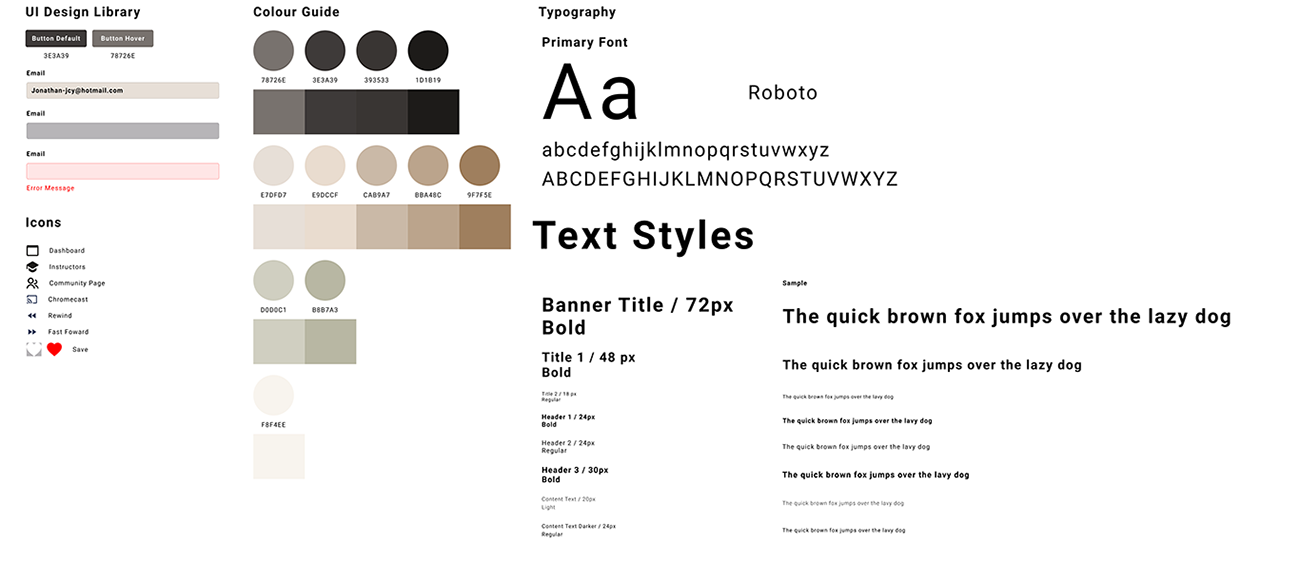 UI Design Library
Button Default
Button Hover
3E3A39
78726E
Email
Jonathan-jcy@hotmail.com
Email
Email
Error Message
Icons
Dashboard
Instructors
Community Page
Chromecast
Rewind
Fast Foward
Save
Colour Guide
78726E
3E3A39
393533
1D1B19
E7DFD7
E9DCCF
CAB9A7
BBA48C
9F7F5E
D0D0C1
B8B7A3
F8F4EE
Typography
Primary Font
Aa
Roboto
abcdefghijklmnopqrstuvwxyz
ABCDEFGHIJKLMNOPQRSTUVWXYZ
Text Styles
Sample
Banner Title / 72px
Bold
The quick brown fox jumps over the lazy dog
Title 1 / 48 px
Bold
The quick brown fox jumps over the lazy dog
Title 2 / 18 px
Regular
The quick brown fox jumps over the lavy dog
Header 1 / 24px
Bold
The quick brown fox jumps over the lavy dog
Header 2 / 24px
Regular
The quick brown fox jumps over the lavy dog
Header 3 / 30px
Bold
The quick brown fox jumps over the lavy dog
Content Text / 20px
Light
The quick brown fox jumps over the lavy dog
Content Text Darker / 24px
Regular
The quick brown fox jumps over the lavy dog